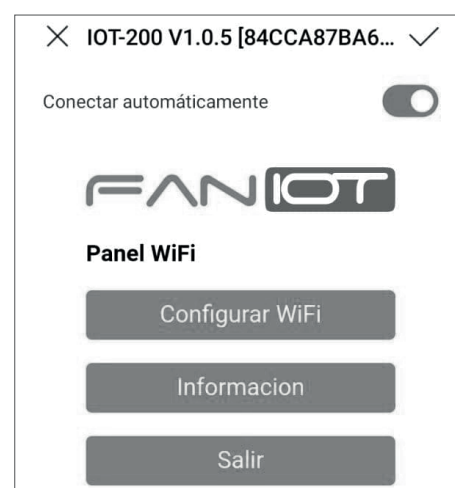 IOT-200 V1.0.5 [84CCA87BA6...
Conectar automáticamente
FANIOT
Panel WiFi
Configurar WiFi
Informacion
Salir